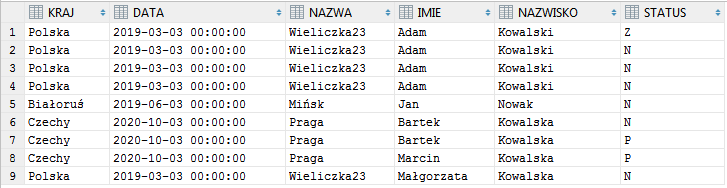 KRAJ DATA NAZWA IMIE NAZWISKO STATUS
1 Polska 2019-03-03 00:00:00 Wieliczka23 Adam Kowalski Z
2 Polska 2019-03-03 00:00:00 Wieliczka23 Adam Kowalski N
3 Polska 2019-03-03 00:00:00 Wieliczka23 Adam Kowalski N
4 Polska 2019-03-03 00:00:00 Wieliczka23 Adam Kowalski N
5 Białoruś 2019-06-03 00:00:00 Mińsk Jan Nowak N
6 Czechy 2020-10-03 00:00:00 Praga Bartek Kowalska N
7 Czechy 2020-10-03 00:00:00 Praga Bartek Kowalska P
8 Czechy 2020-10-03 00:00:00 Praga Marcin Kowalska P
9 Polska 2019-03-03 00:00:00 Wieliczka23 Małgorzata Kowalska N